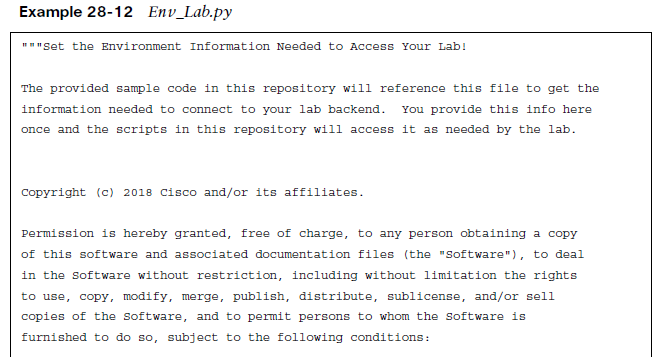 Example 28-12 Env_Lab.py
"""Set the Environment Information Needed to Access Your Lab!
The provided sample code in this repository will reference this file to get the
information needed to connect to your lab backend. You provide this info here
once and the scripts in this repository will access it as needed by the lab.
Copyright (c) 2018 Cisco and/or its affiliates.
Permission is hereby granted, free of charge, to any person obtaining a copy
of this software and associated documentation files (the "Software"), to deal
in the Software without restriction, including without limitation the rights
to use, copy, modify, merge, publish, distribute, sublicense, and/or sell
copies of the Software, and to permit persons to whom the Software is
furnished to do so, subject to the following conditions: